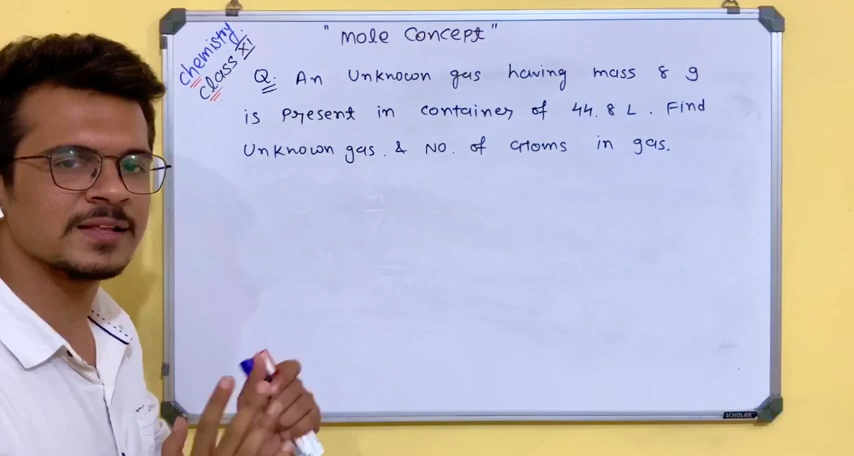 "Mole Concept"
Chemistry
Class XI
Q. An Unknown gas having mass 8 g
is Present in container of 44.8 L. Find
Unknown gas. & No. of atoms in gas.
SCHOLAR